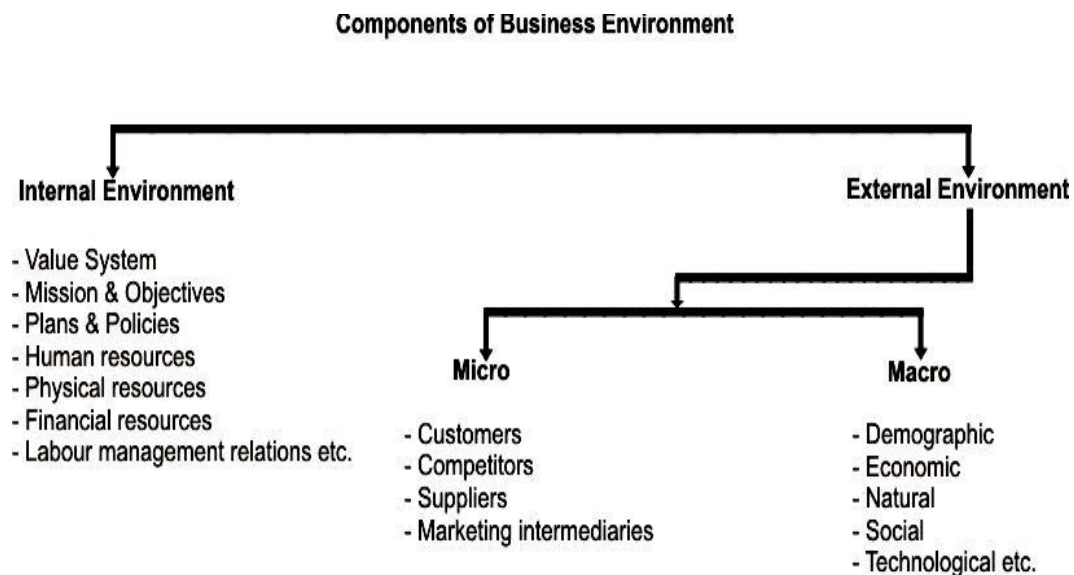 Components of Business Environment
Internal Environment
- Value System
- Mission & Objectives
- Plans & Policies
- Human resources
- Physical resources
- Financial resources
- Labour management relations etc.
External Environment
Micro
- Customers
- Competitors
- Suppliers
- Marketing intermediaries
Macro
- Demographic
- Economic
- Natural
- Social
- Technological etc.